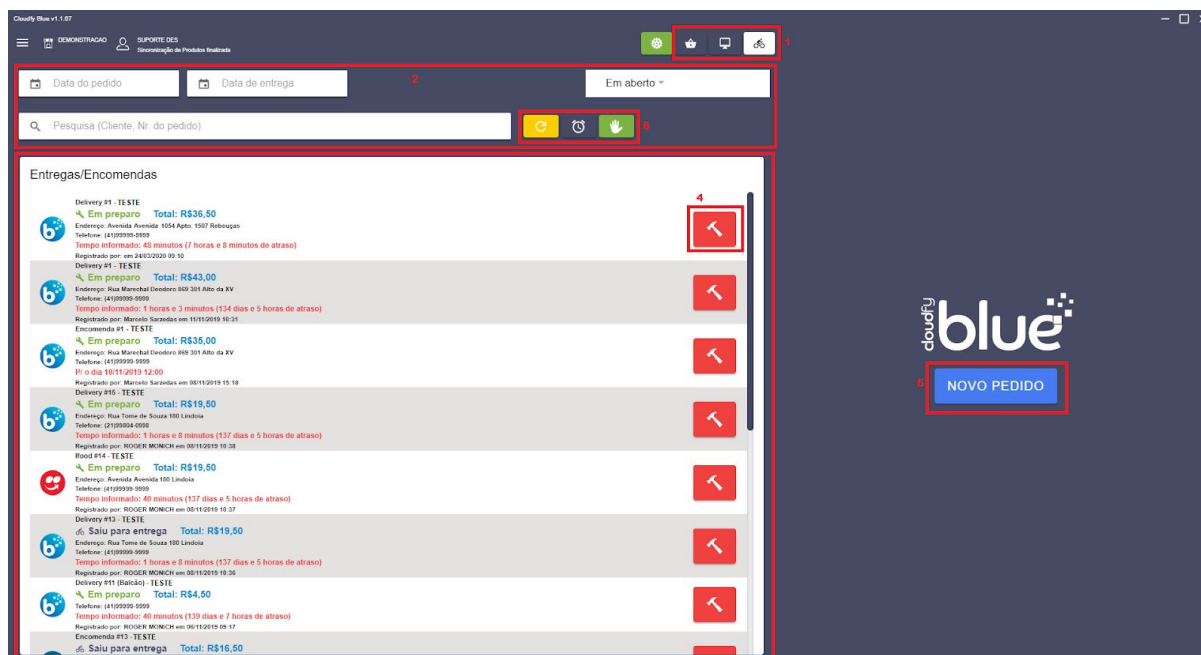 Cloudfy Blue v1.1.67
DEMONSTRACAO
SUPORTE DES
Sincronização de Produtos finalizada
1
Data do pedido
Data de entrega
2
Em aberto
Pesquisa (Cliente, Nr. do pedido)
6
Entregas/Encomendas
4
Delivery #1 - TESTE
Em preparo Total: R$36,50
Endereço: Avenida Avenida 1054 Apto. 1507 Rebouças
Telefone: (41)99999-9999
Tempo informado: 48 minutos (7 horas e 8 minutos de atraso)
Registrado por: em 24/03/2020 09:10
Delivery #1 - TESTE
Em preparo Total: R$43,00
Endereço: Rua Marechal Deodoro 869 301 Alto da XV
Telefone: (41)99999-9999
Tempo informado: 1 horas e 3 minutos (134 dias e 5 horas de atraso)
Registrado por: Marcelo Sarzedas em 11/11/2019 10:31
Encomenda #1 - TESTE
Em preparo Total: R$35,00
Endereço: Rua Marechal Deodoro 869 301 Alto da XV
Telefone: (41)99999-9999
P/ o dia 10/11/2019 12:00
Registrado por: Marcelo Sarzedas em 08/11/2019 15:18
Delivery #15 - TESTE
Em preparo Total: R$19,50
Endereço: Rua Tome de Souza 180 Lindoia
Telefone: (21)99804-0998
Tempo informado: 1 horas e 8 minutos (137 dias e 5 horas de atraso)
Registrado por: ROGER MONICH em 08/11/2019 10:38
Ifood #14 - TESTE
Em preparo Total: R$19,50
Endereço: Avenida Avenida 180 Lindoia
Telefone: (41)99999-9999
Tempo informado: 40 minutos (137 dias e 5 horas de atraso)
Registrado por: ROGER MONICH em 08/11/2019 10:37
Delivery #13 - TESTE
Saiu para entrega Total: R$19,50
Endereço: Rua Tome de Souza 180 Lindoia
Telefone: (41)99999-9999
Tempo informado: 1 horas e 8 minutos (137 dias e 5 horas de atraso)
Registrado por: ROGER MONICH em 08/11/2019 10:36
Delivery #11 (Balcão) - TESTE
Em preparo Total: R$4,50
Telefone: (41)99999-9999
Tempo informado: 40 minutos (139 dias e 7 horas de atraso)
Registrado por: ROGER MONICH em 06/11/2019 09:17
Encomenda #13 - TESTE
Saiu para entrega Total: R$16,50
cloudfy blue
5
NOVO PEDIDO